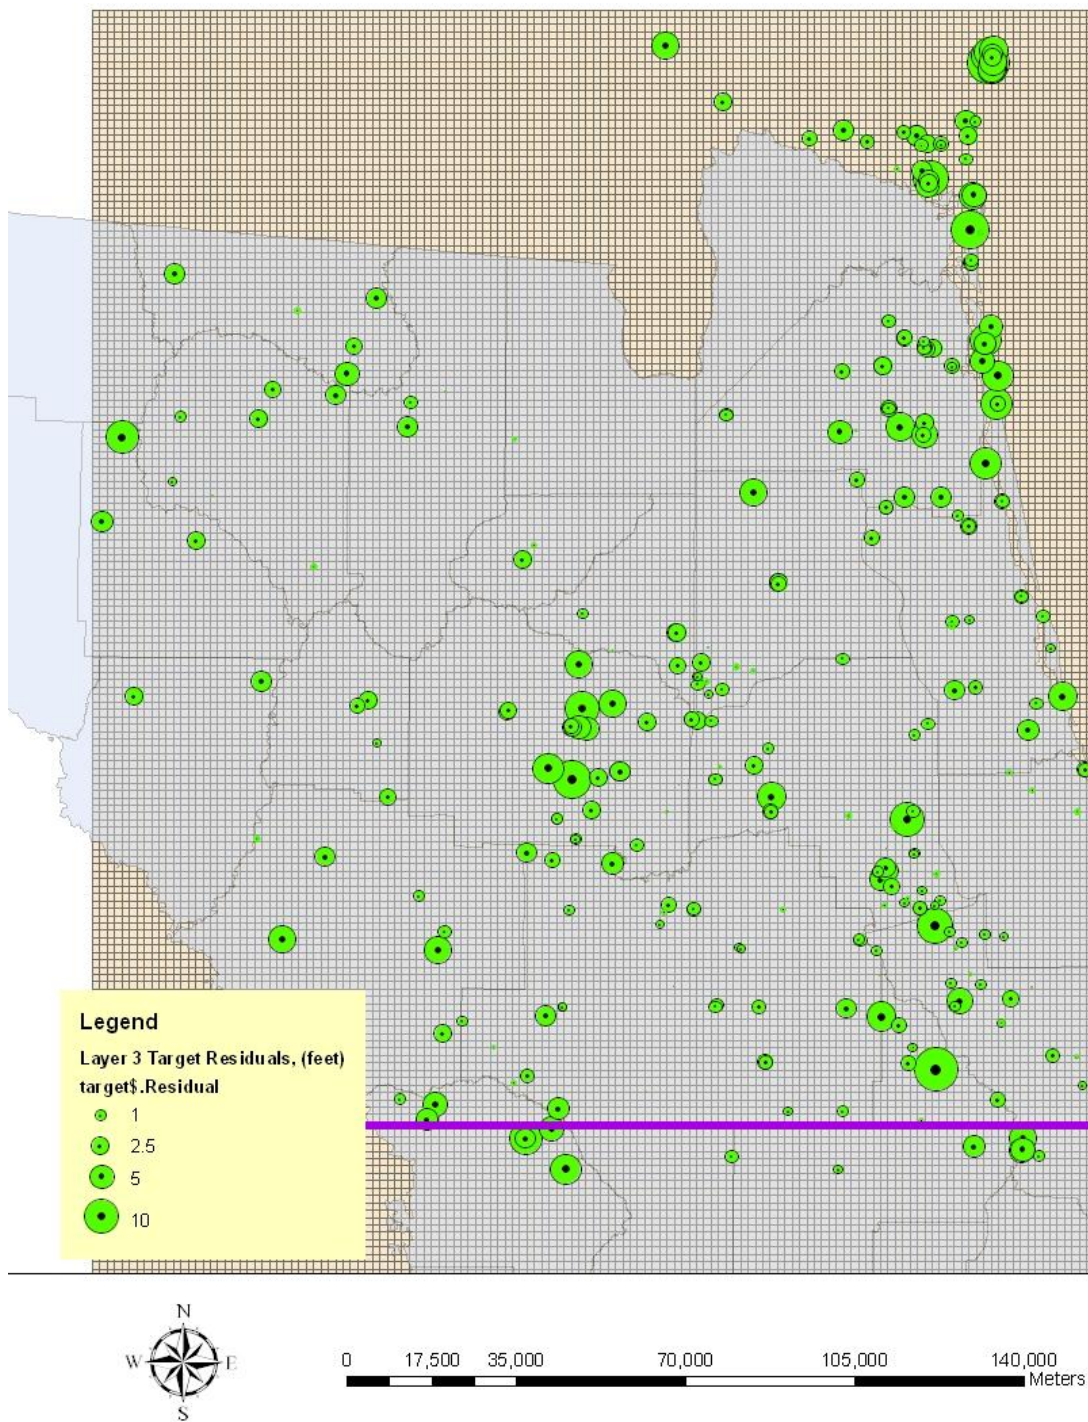 Legend
Layer 3 Target Residuals, (feet)
target$.Residual
1
2.5
5
10
N
W E
S
0 17,500 35,000 70,000 105,000 140,000
Meters